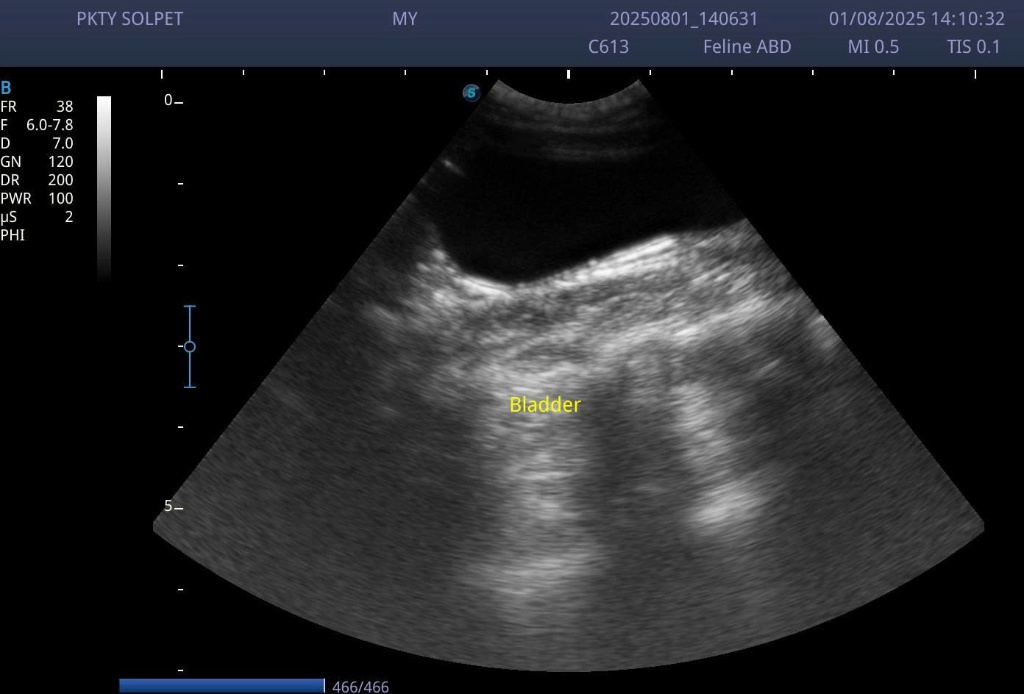 PKTY SOLPET MY 20250801_140631 01/08/2025 14:10:32
C613 Feline ABD MI 0.5 TIS 0.1
B
FR 38
F 6.0-7.8
D 7.0
GN 120
DR 200
PWR 100
µS 2
PHI
0
S
Bladder
5
466/466